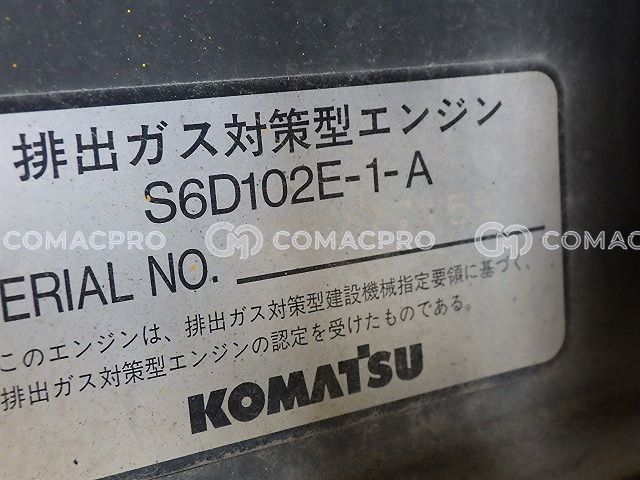 排出ガス対策型エンジン
S6D102E-1-A
COMACPRO COMACPRO COMACPRO
ERIAL NO.
このエンジンは、排出ガス対策型建設機械指定要領に基づく、
排出ガス対策型エンジンの認定を受けたものである。
KOMATSU